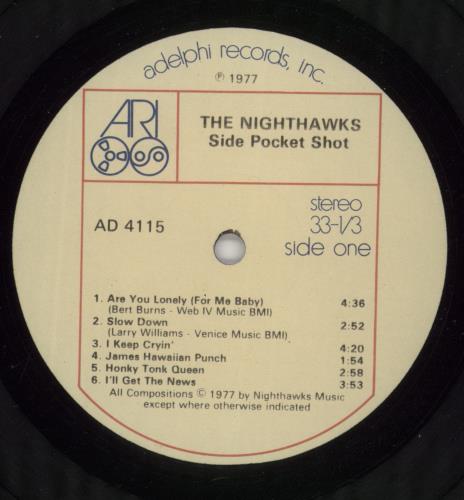 adelphi records, inc.
℗ 1977
ARI
THE NIGHTHAWKS
Side Pocket Shot
AD 4115
stereo
33-1/3
side one
1. Are You Lonely (For Me Baby) 4:36
(Bert Burns - Web IV Music BMI)
2. Slow Down 2:52
(Larry Williams - Venice Music BMI)
3. I Keep Cryin' 4:20
4. James Hawaiian Punch 1:54
5. Honky Tonk Queen 2:58
6. I'll Get The News 3:53
All Compositions © 1977 by Nighthawks Music
except where otherwise indicated